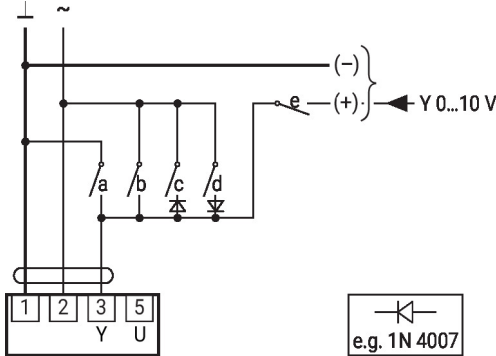 ⊥ ~
(–)
e (+) Y 0...10 V
a b c d
1 2 3 5
Y U
e.g. 1N 4007